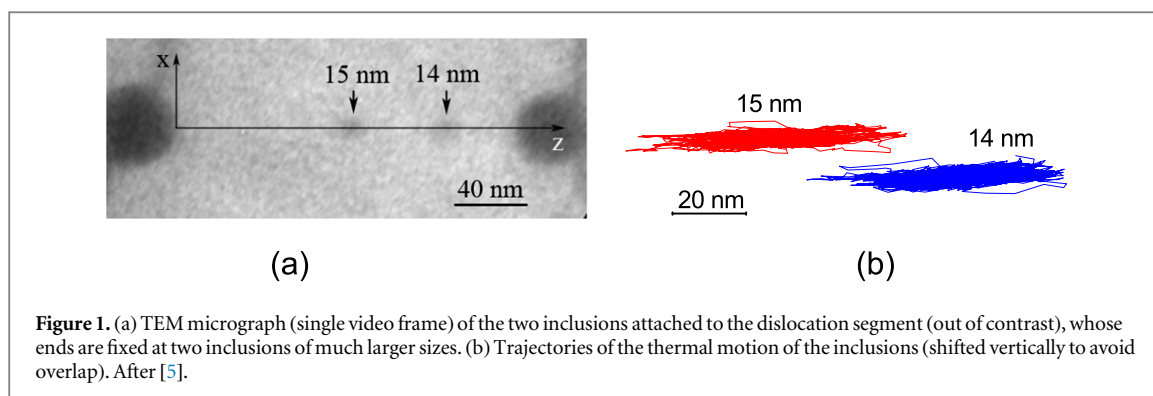 x
15 nm 14 nm
z
40 nm
(a)
15 nm
14 nm
20 nm
(b)
Figure 1. (a) TEM micrograph (single video frame) of the two inclusions attached to the dislocation segment (out of contrast), whose
ends are fixed at two inclusions of much larger sizes. (b) Trajectories of the thermal motion of the inclusions (shifted vertically to avoid
overlap). After [5].